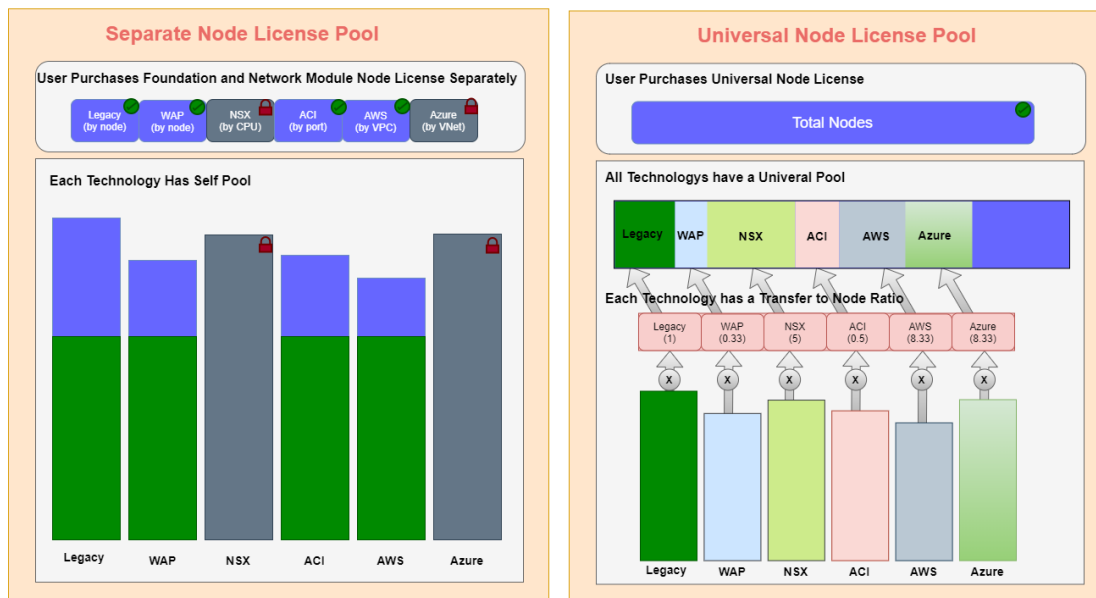 Separate Node License Pool
User Purchases Foundation and Network Module Node License Separately
Legacy
(by node)
WAP
(by node)
NSX
(by CPU)
ACI
(by port)
AWS
(by VPC)
Azure
(by VNet)
Each Technology Has Self Pool
Legacy
WAP
NSX
ACI
AWS
Azure
Universal Node License Pool
User Purchases Universal Node License
Total Nodes
All Technologys have a Univeral Pool
Legacy
WAP
NSX
ACI
AWS
Azure
Each Technology has a Transfer to Node Ratio
Legacy
(1)
WAP
(0.33)
NSX
(5)
ACI
(0.5)
AWS
(8.33)
Azure
(8.33)
X
X
X
X
X
X
Legacy
WAP
NSX
ACI
AWS
Azure